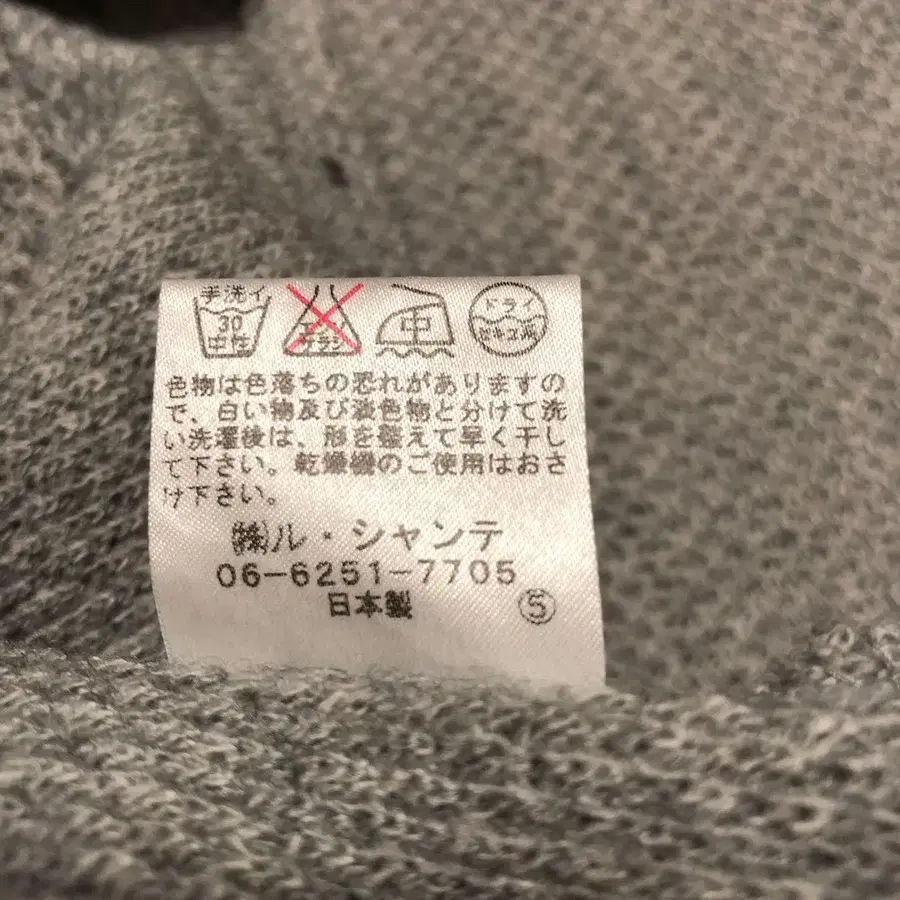 手洗イ
30
中性
エンソ
サラシ
中
ドライ
セキユ系
色物は色落ちの恐れがありますの
で、白い物及び淡色物と分けて洗
い洗濯後は、形を整えて早く干し
て下さい。乾燥機のご使用はおさ
け下さい。
㈱ル・シャンテ
06-6251-7705
日本製 ⑤